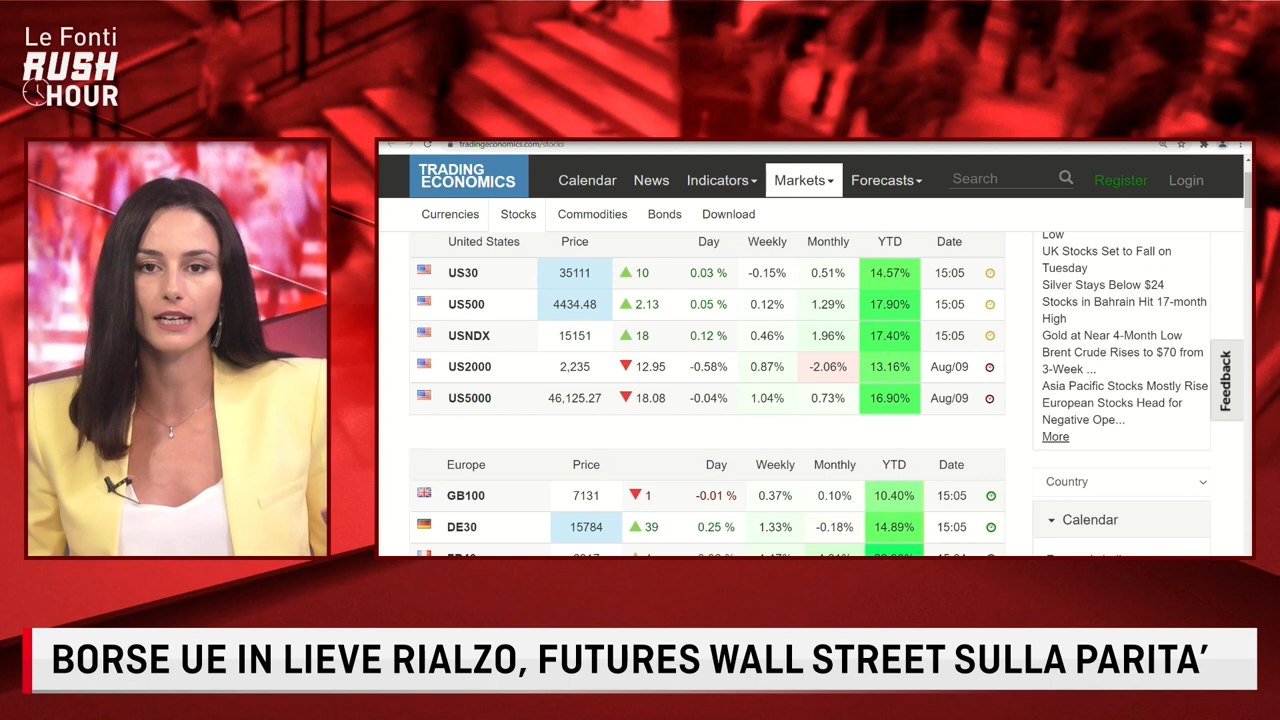 Le Fonti
RUSH
HOUR
tradingeconomics.com/stocks
TRADING
ECONOMICS
Calendar News Indicators Markets Forecasts Search Register Login
Currencies Stocks Commodities Bonds Download
United States Price Day Weekly Monthly YTD Date
US30 35111 10 0.03 % -0.15% 0.51% 14.57% 15:05
US500 4434.48 2.13 0.05 % 0.12% 1.29% 17.90% 15:05
USNDX 15151 18 0.12 % 0.46% 1.96% 17.40% 15:05
US2000 2,235 12.95 -0.58% 0.87% -2.06% 13.16% Aug/09
US5000 46,125.27 18.08 -0.04% 1.04% 0.73% 16.90% Aug/09
Europe Price Day Weekly Monthly YTD Date
GB100 7131 1 -0.01 % 0.37% 0.10% 10.40% 15:05
DE30 15784 39 0.25 % 1.33% -0.18% 14.89% 15:05
Low
UK Stocks Set to Fall on
Tuesday
Silver Stays Below $24
Stocks in Bahrain Hit 17-month
High
Gold at Near 4-Month Low
Brent Crude Rises to $70 from
3-Week ...
Asia Pacific Stocks Mostly Rise
European Stocks Head for
Negative Ope...
More
Feedback
Country
Calendar
BORSE UE IN LIEVE RIALZO, FUTURES WALL STREET SULLA PARITA’